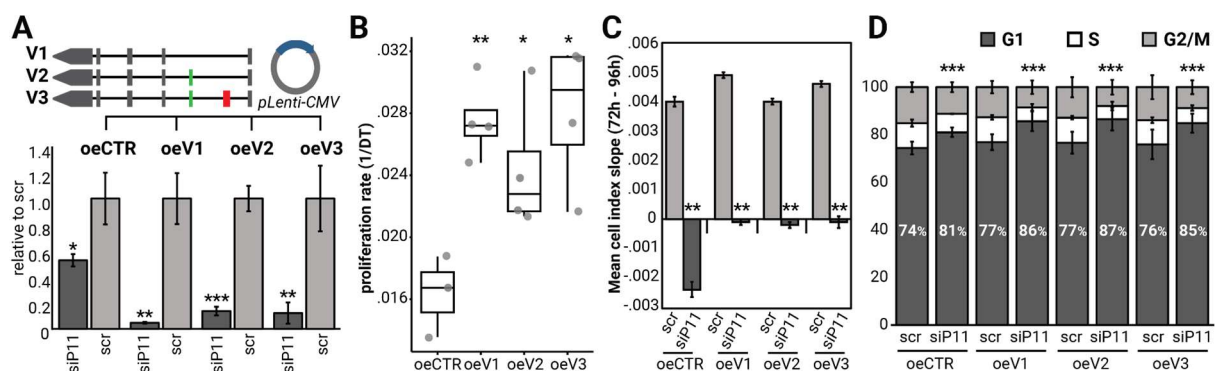 A
V1
V2
V3
pLenti-CMV
oeCTR oeV1 oeV2 oeV3
relative to scr
1.4
1.2
1.0
0.8
0.6
0.4
0.2
0
* ** *** **
siP11 scr siP11 scr siP11 scr siP11 scr
B
proliferation rate (1/DT)
.032
.028
.024
.020
.016
** * *
oeCTR oeV1 oeV2 oeV3
C
Mean cell index slope (72h - 96h)
.006
.005
.004
.003
.002
.001
0
-.001
-.002
-.003
** ** ** **
scr siP11 scr siP11 scr siP11 scr siP11
oeCTR oeV1 oeV2 oeV3
D
G1 S G2/M
*** *** *** ***
100
80
60
40
20
0
74% 81% 77% 86% 77% 87% 76% 85%
scr siP11 scr siP11 scr siP11 scr siP11
oeCTR oeV1 oeV2 oeV3